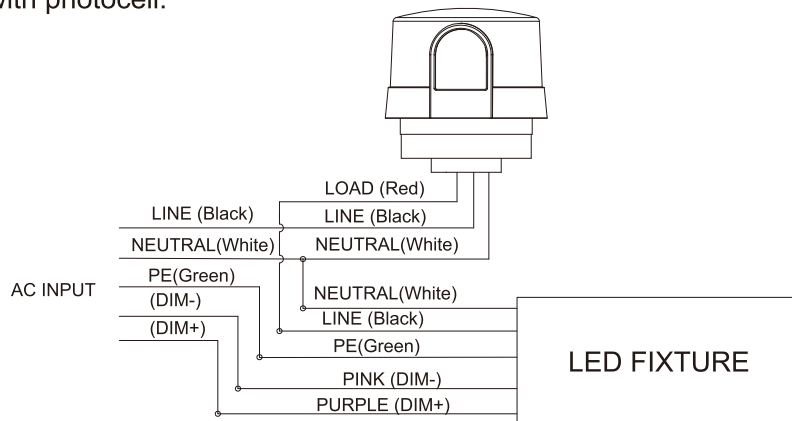 with photocell.
LOAD (Red)
LINE (Black)
LINE (Black)
NEUTRAL(White)
NEUTRAL(White)
PE(Green)
AC INPUT
(DIM-)
NEUTRAL(White)
(DIM+)
LINE (Black)
PE(Green)
LED FIXTURE
PINK (DIM-)
PURPLE (DIM+)